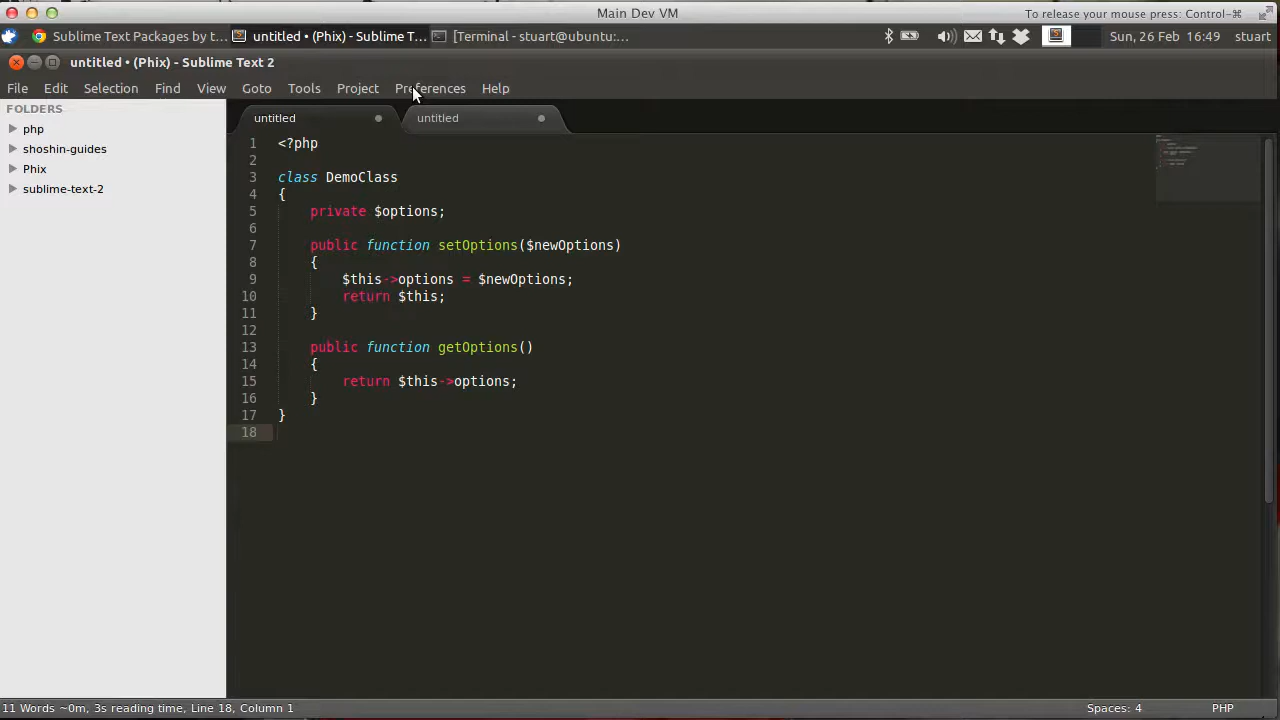 Main Dev VM
To release your mouse press: Control-⌘
Sublime Text Packages by t...
untitled • (Phix) - Sublime T...
[Terminal - stuart@ubuntu:...
Sun, 26 Feb 16:49
stuart
untitled • (Phix) - Sublime Text 2
File Edit Selection Find View Goto Tools Project Preferences Help
FOLDERS
php
shoshin-guides
Phix
sublime-text-2
untitled
untitled
1 <?php
2
3 class DemoClass
4 {
5     private $options;
6
7     public function setOptions($newOptions)
8     {
9         $this->options = $newOptions;
10         return $this;
11     }
12
13     public function getOptions()
14     {
15         return $this->options;
16     }
17 }
18
11 Words ~0m, 3s reading time, Line 18, Column 1
Spaces: 4
PHP